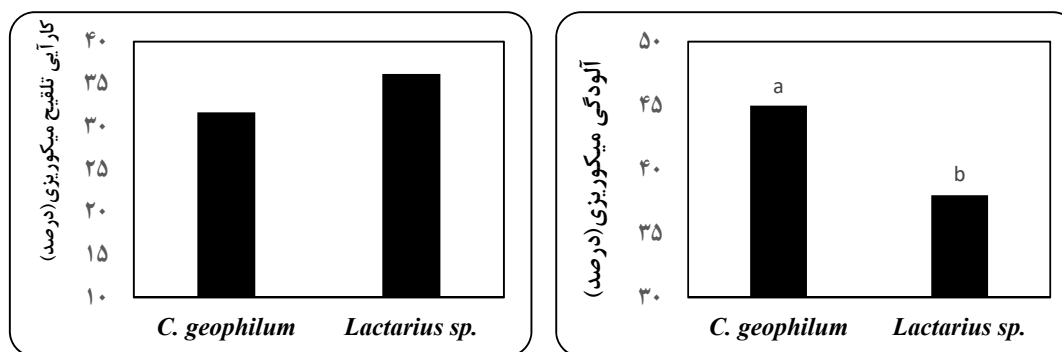 کارآیی تلقیح میکوریزی(درصد)
۴۰
۳۵
۳۰
۲۵
۲۰
۱۵
۱۰
C. geophilum
Lactarius sp.
آلودگی میکوریزی(درصد)
۵۰
۴۵
۴۰
۳۵
۳۰
a
b
C. geophilum
Lactarius sp.